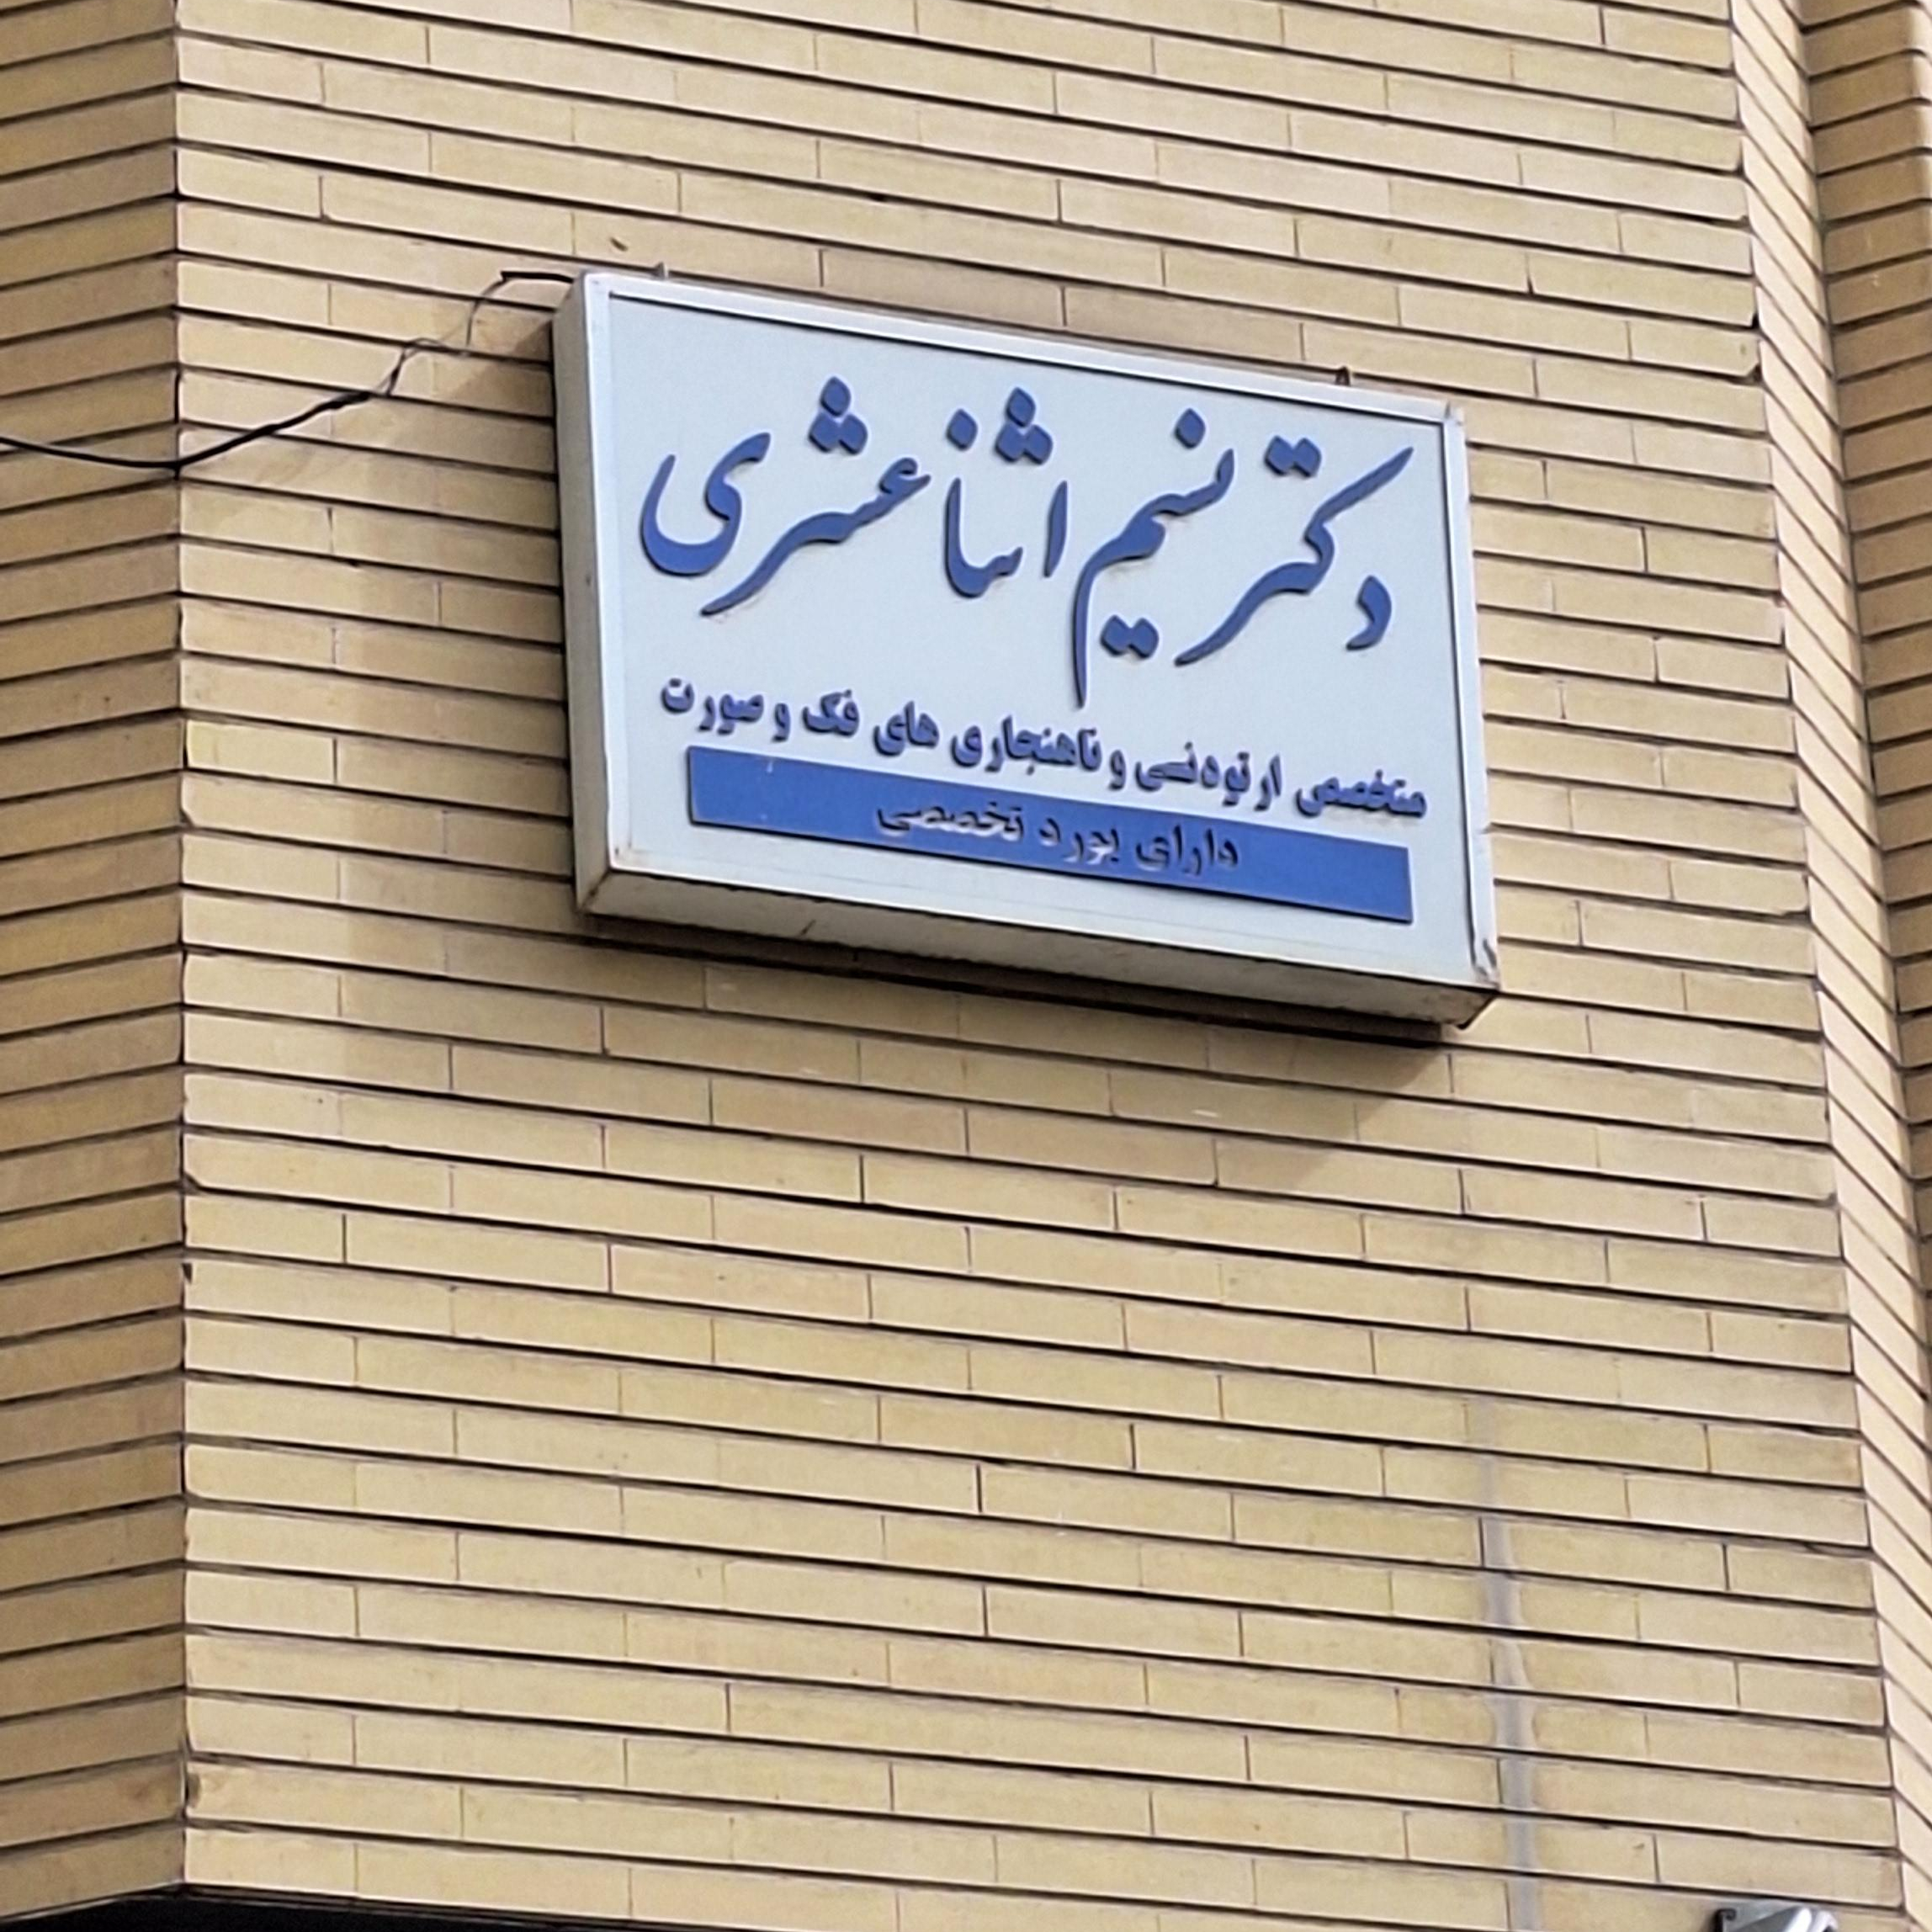 دکتر نسیم اثنا عشری
متخصص ارتودنسی و ناهنجاری های فک و صورت
دارای بورد تخصصی